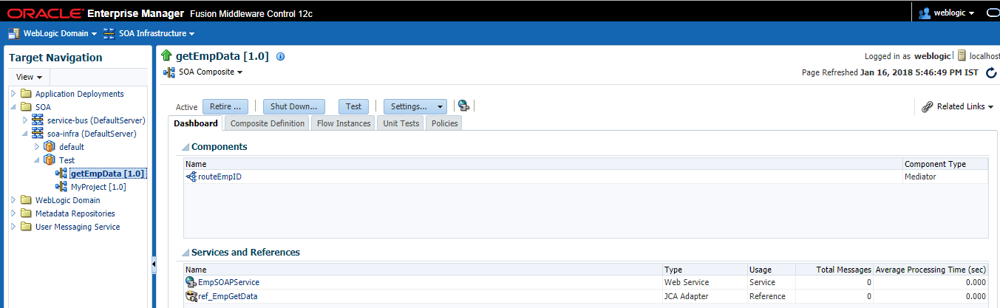 ORACLE Enterprise Manager Fusion Middleware Control 12c weblogic
WebLogic Domain SOA Infrastructure
Target Navigation
View
Application Deployments
SOA
service-bus (DefaultServer)
soa-infra (DefaultServer)
default
Test
getEmpData [1.0]
MyProject [1.0]
WebLogic Domain
Metadata Repositories
User Messaging Service
getEmpData [1.0] Logged in as weblogic localhost
SOA Composite Page Refreshed Jan 16, 2018 5:46:49 PM IST
Active Retire ... Shut Down... Test Settings... Related Links
Dashboard Composite Definition Flow Instances Unit Tests Policies
Components
Name Component Type
routeEmpID Mediator
Services and References
Name Type Usage Total Messages Average Processing Time (sec)
EmpSOAPService Web Service Service 0 0.000
ref_EmpGetData JCA Adapter Reference 0 0.000